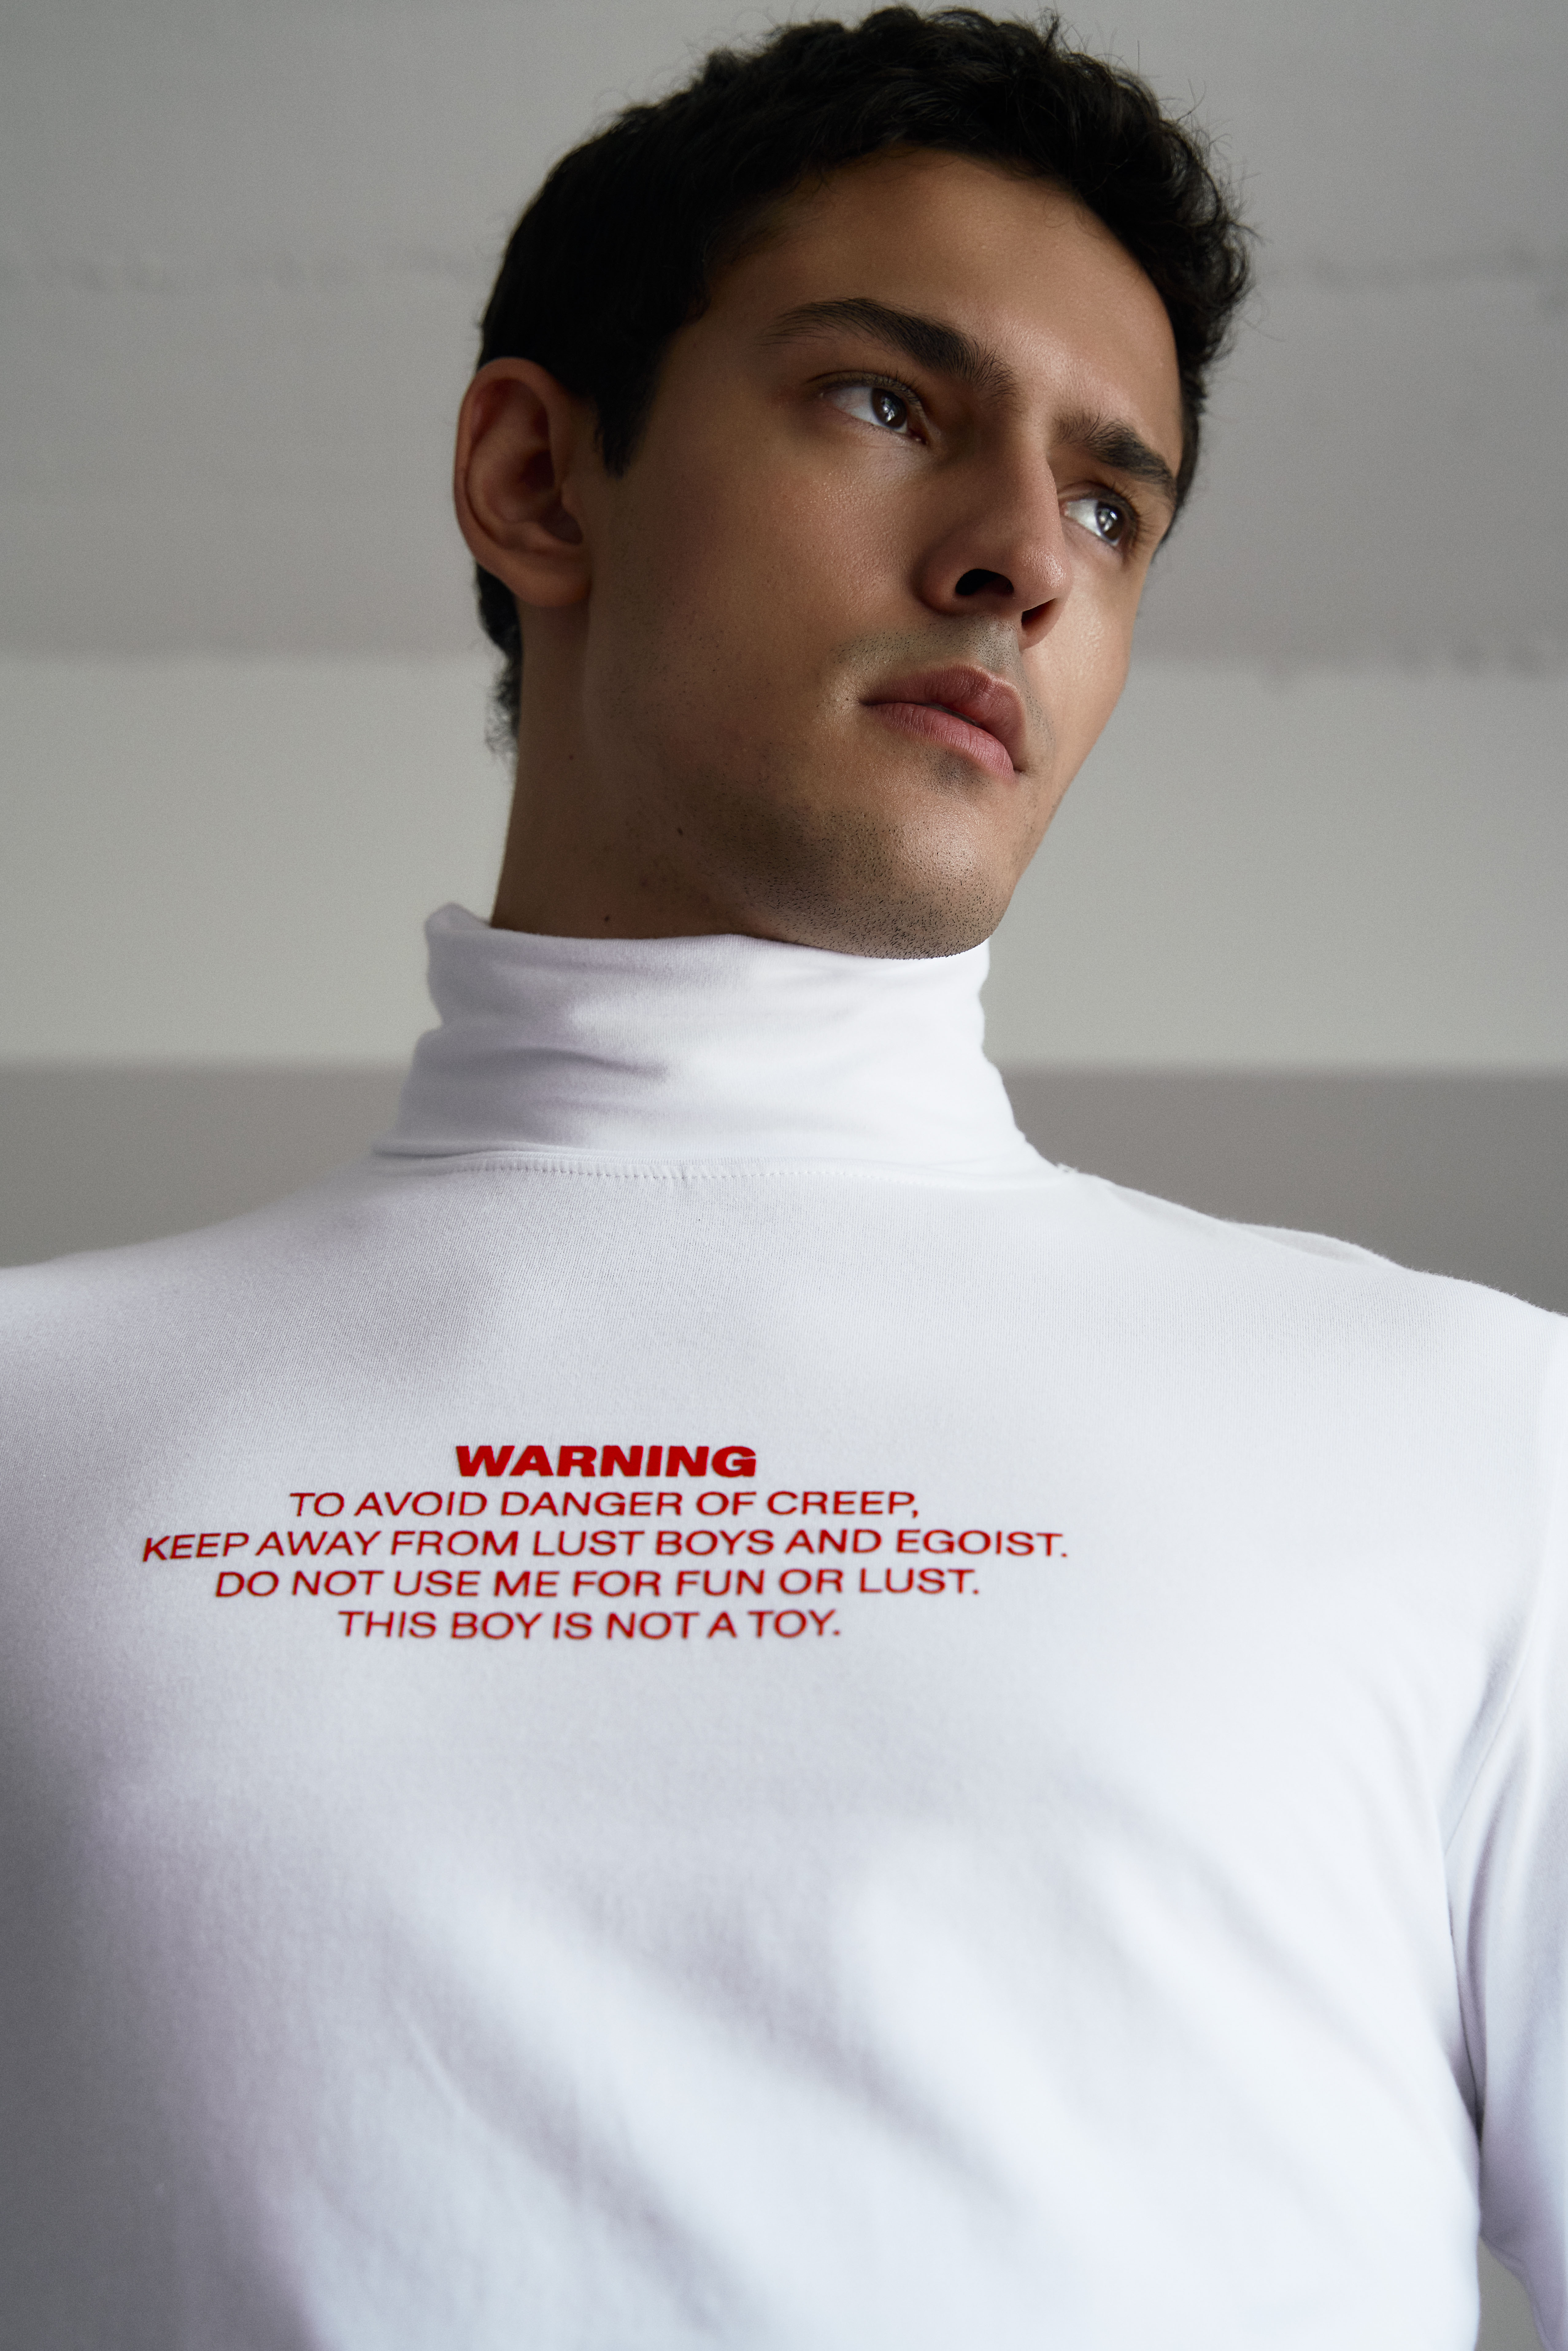 WARNING
TO AVOID DANGER OF CREEP,
KEEP AWAY FROM LUST BOYS AND EGOIST.
DO NOT USE ME FOR FUN OR LUST.
THIS BOY IS NOT A TOY.